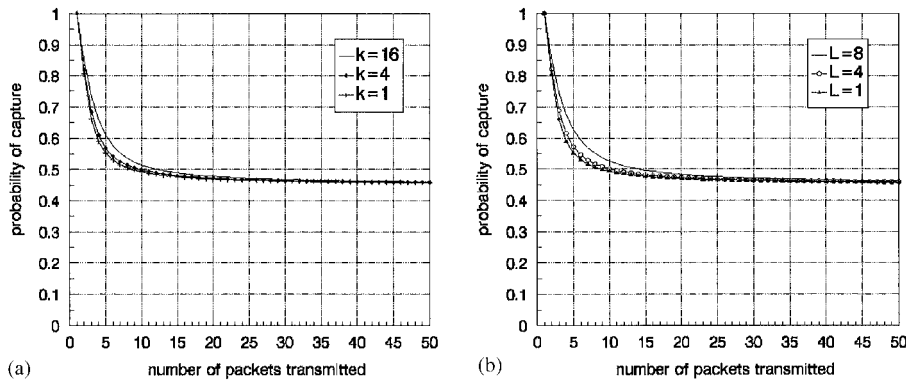 1
0.9
0.8
0.7
0.6
0.5
0.4
0.3
0.2
0.1
0
probability of capture
k=16
k=4
k=1
0 5 10 15 20 25 30 35 40 45 50
(a) number of packets transmitted
1
0.9
0.8
0.7
0.6
0.5
0.4
0.3
0.2
0.1
0
probability of capture
L=8
L=4
L=1
0 5 10 15 20 25 30 35 40 45 50
(b) number of packets transmitted